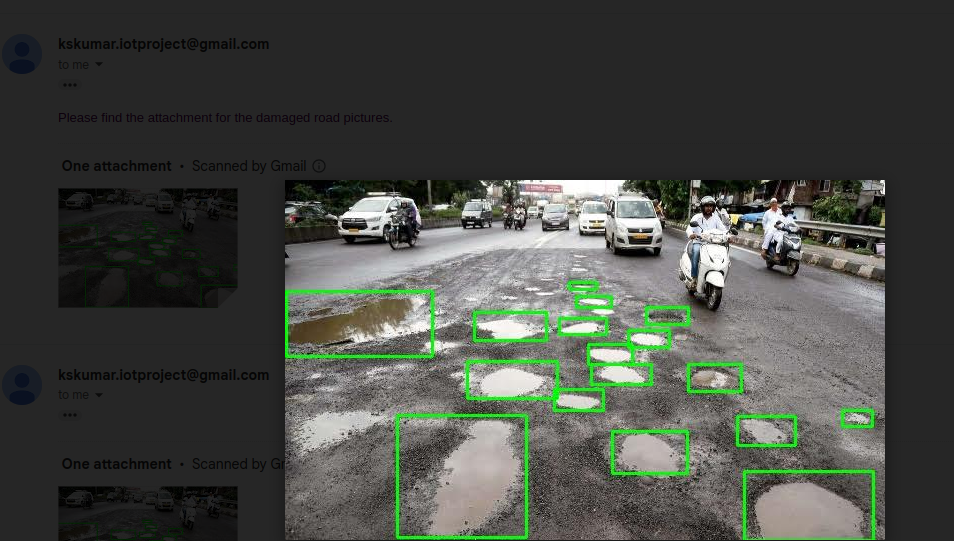 kskumar.iotproject@gmail.com
to me
Please find the attachment for the damaged road pictures.
One attachment • Scanned by Gmail
kskumar.iotproject@gmail.com
to me
One attachment • Scanned by Gr